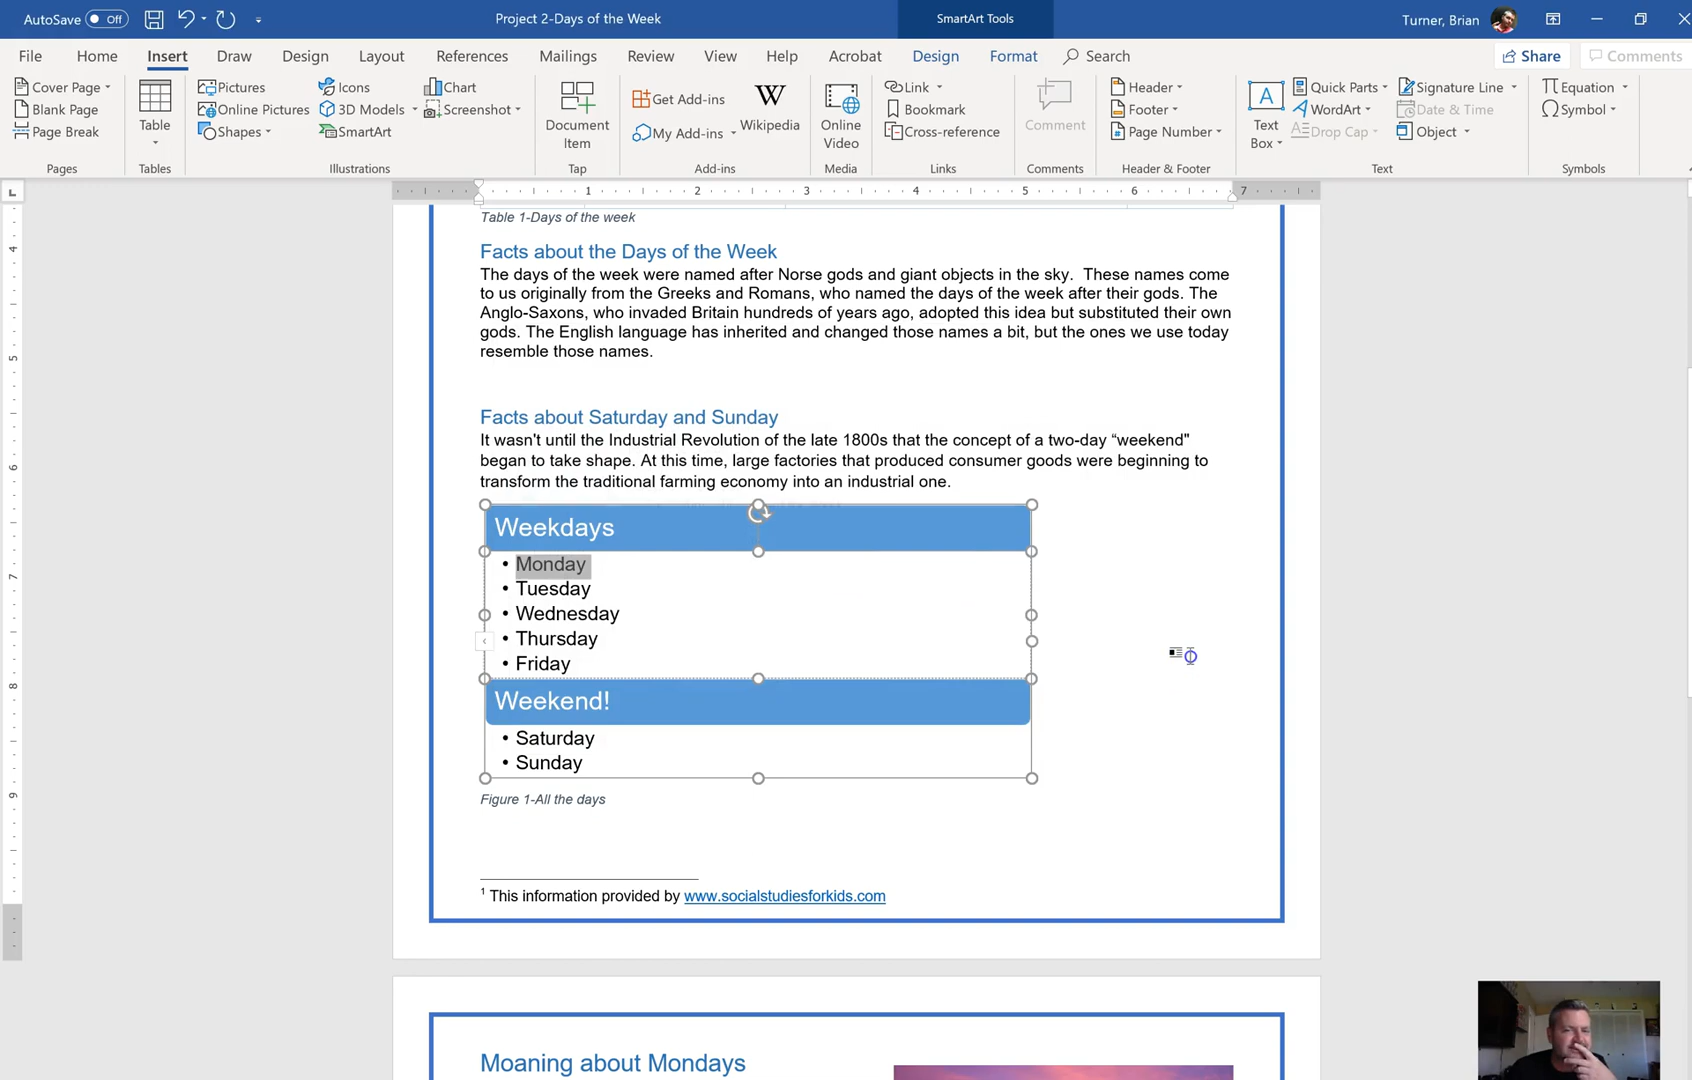 AutoSave Off
Project 2-Days of the Week
SmartArt Tools
Turner, Brian
File Home Insert Draw Design Layout References Mailings Review View Help Acrobat Design Format Search Share Comments
Cover Page
Blank Page
Page Break
Pages
Table
Tables
Pictures
Online Pictures
Shapes
Icons
3D Models
SmartArt
Chart
Screenshot
Illustrations
Document
Item
Tap
Get Add-ins
My Add-ins
W
Wikipedia
Add-ins
Online
Video
Media
Link
Bookmark
Cross-reference
Links
Comment
Comments
Header
Footer
Page Number
Header & Footer
A
Text
Box
Quick Parts
WordArt
Drop Cap
Signature Line
Date & Time
Object
Text
Equation
Symbol
Symbols
1 2 3 4 5 6 7
4
5
6
7
8
9
Table 1-Days of the week
Facts about the Days of the Week
The days of the week were named after Norse gods and giant objects in the sky.  These names come
to us originally from the Greeks and Romans, who named the days of the week after their gods. The
Anglo-Saxons, who invaded Britain hundreds of years ago, adopted this idea but substituted their own
gods. The English language has inherited and changed those names a bit, but the ones we use today
resemble those names.
Facts about Saturday and Sunday
It wasn't until the Industrial Revolution of the late 1800s that the concept of a two-day “weekend"
began to take shape. At this time, large factories that produced consumer goods were beginning to
transform the traditional farming economy into an industrial one.
Weekdays
• Monday
• Tuesday
• Wednesday
• Thursday
• Friday
Weekend!
• Saturday
• Sunday
Figure 1-All the days
1 This information provided by www.socialstudiesforkids.com
Moaning about Mondays